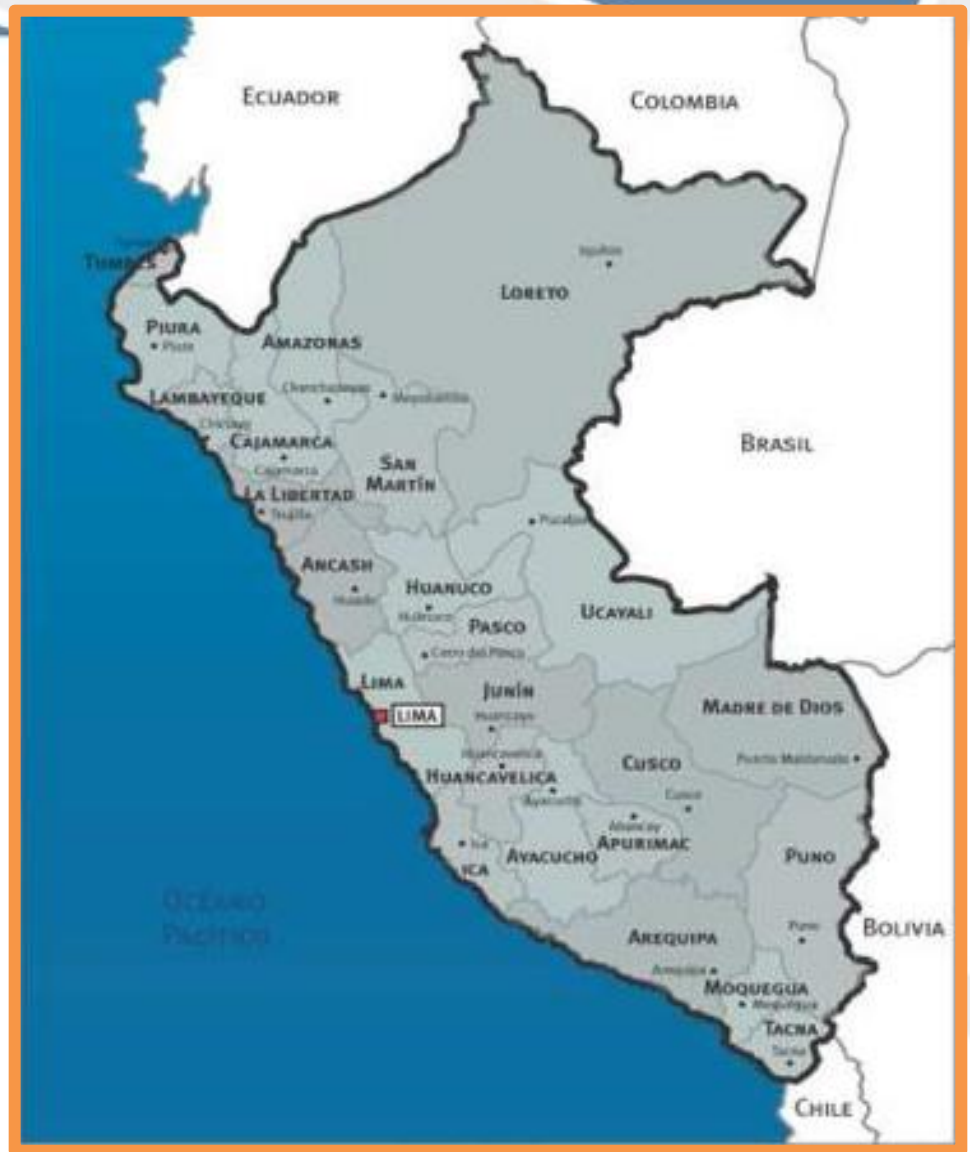 ECUADOR
COLOMBIA
TUMBES
Iquitos
LORETO
PIURA
Piura
AMAZONAS
LAMBAYEQUE
Chachapoyas
Moyobamba
Chiclayo
CAJAMARCA
Cajamarca
BRASIL
SAN
MARTÍN
LA LIBERTAD
Trujillo
Pucallpa
ANCASH
HUANUCO
Huánuco
UCAYALI
PASCO
Cerro del Pasco
LIMA
JUNÍN
LIMA
Huancayo
MADRE DE DIOS
Huancavelica
HUANCAVELICA
CUSCO
Puerto Maldonado
Ayacucho
Cusco
Abancay
APURIMAC
Ica
ICA
AYACUCHO
PUNO
OCÉANO
PACÍFICO
AREQUIPA
Puno
BOLIVIA
Arequipa
MOQUEGUA
Moquegua
TACNA
Tacna
CHILE